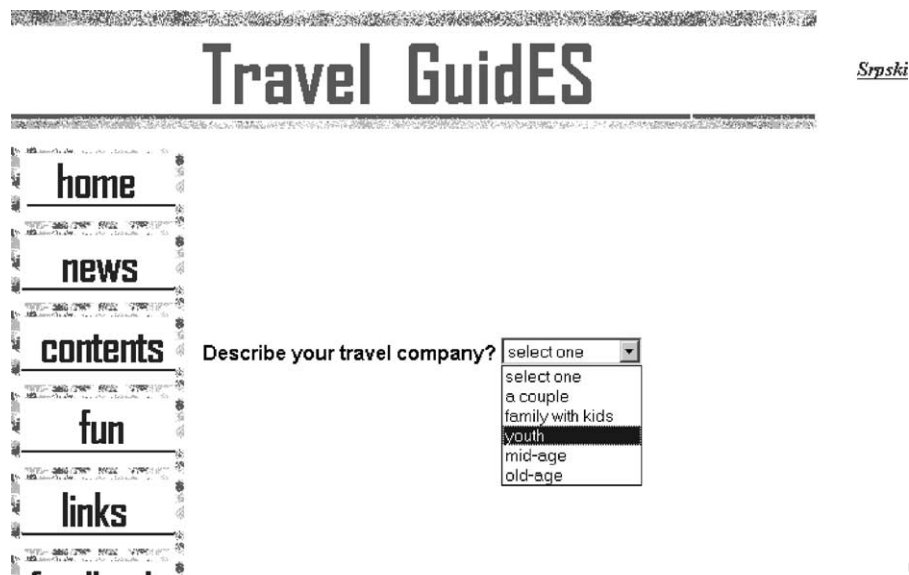 Travel GuidES
Srpski
home
news
contents
fun
links
Describe your travel company? select one
select one
a couple
family with kids
youth
mid-age
old-age